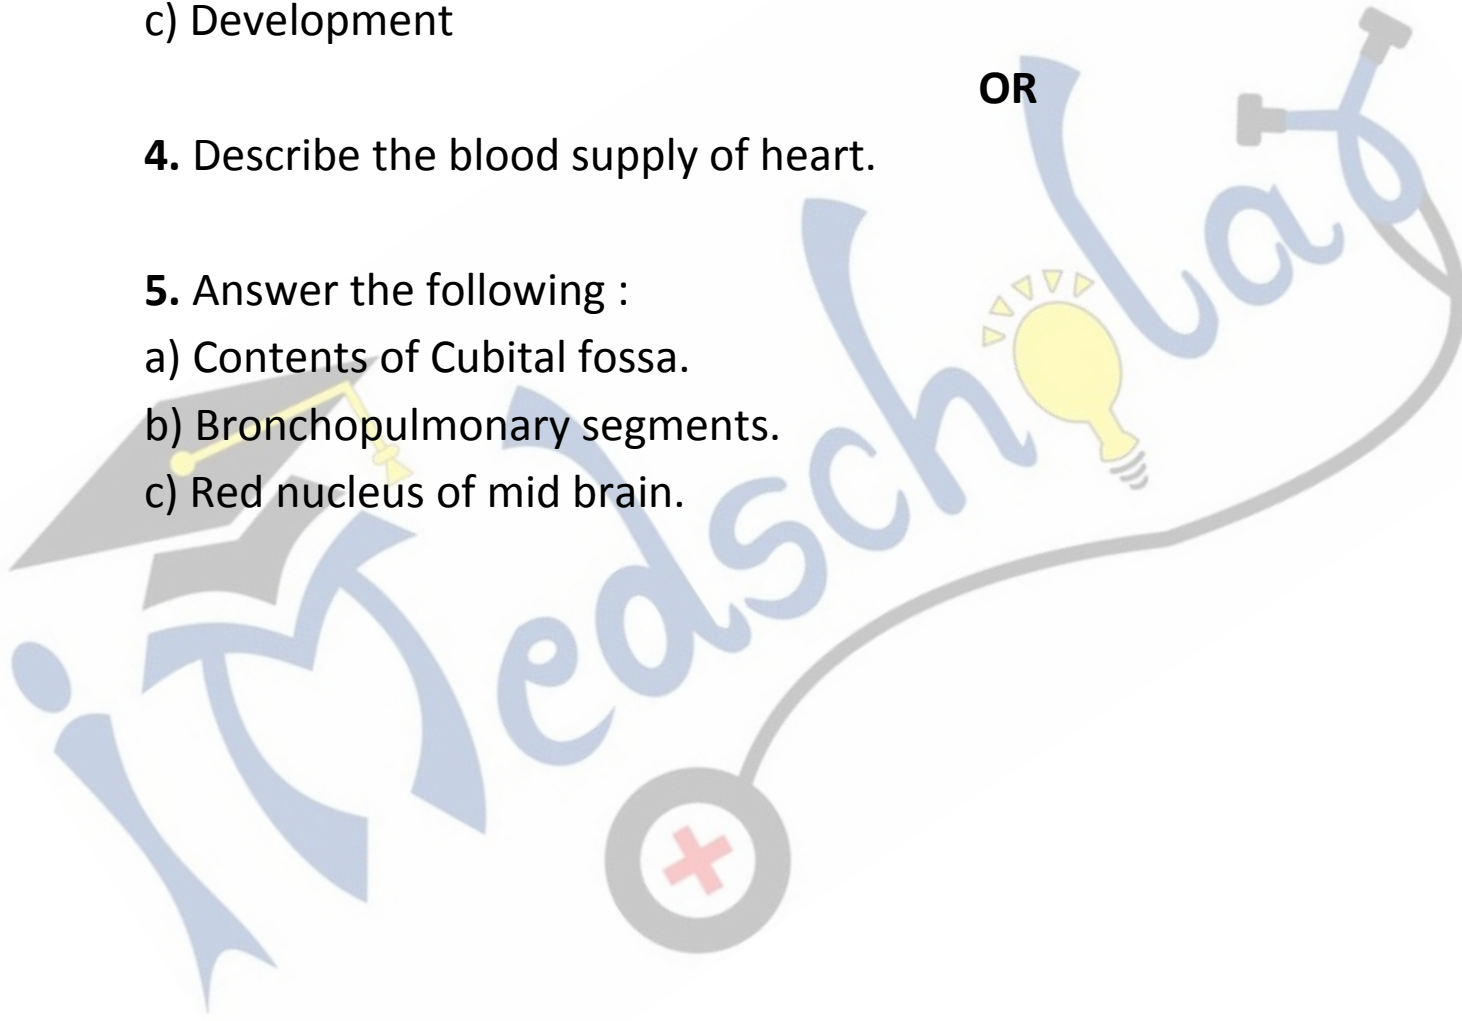 c) Development
OR
4. Describe the blood supply of heart.
5. Answer the following :
a) Contents of Cubital fossa.
b) Bronchopulmonary segments.
c) Red nucleus of mid brain.
iMedscholar